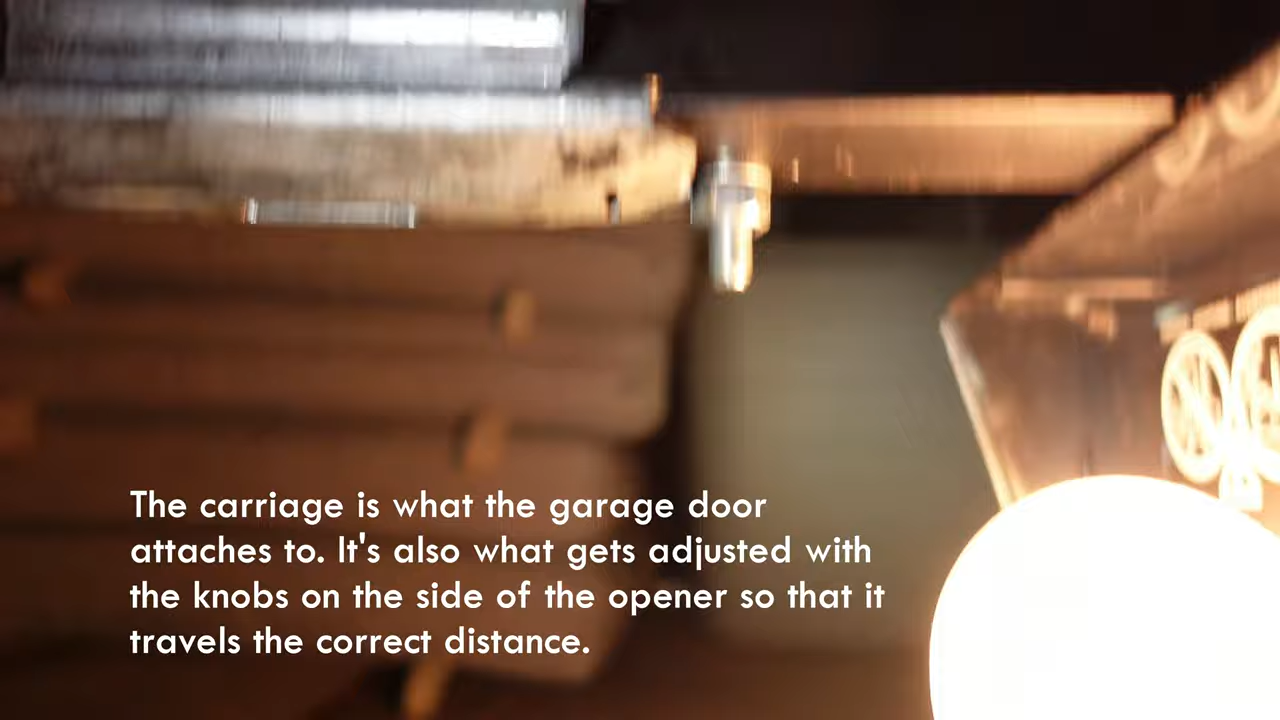 The carriage is what the garage door
attaches to. It's also what gets adjusted with
the knobs on the side of the opener so that it
travels the correct distance.